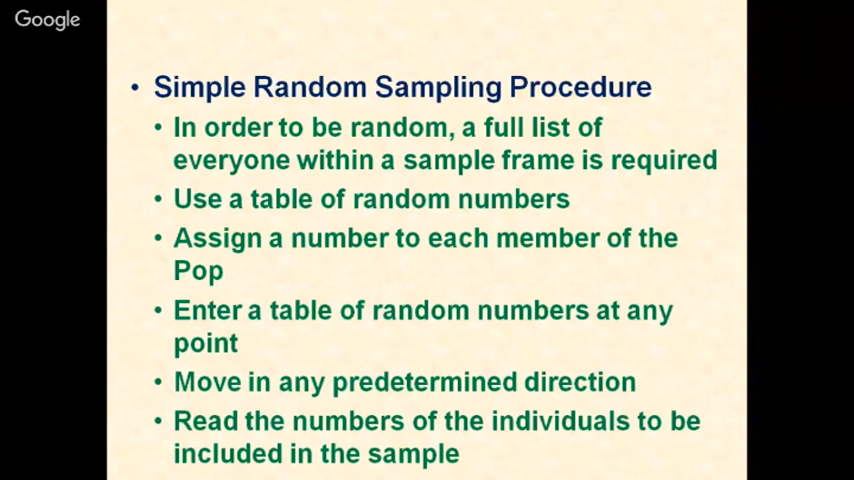 Google
• Simple Random Sampling Procedure
• In order to be random, a full list of
everyone within a sample frame is required
• Use a table of random numbers
• Assign a number to each member of the
Pop
• Enter a table of random numbers at any
point
• Move in any predetermined direction
• Read the numbers of the individuals to be
included in the sample